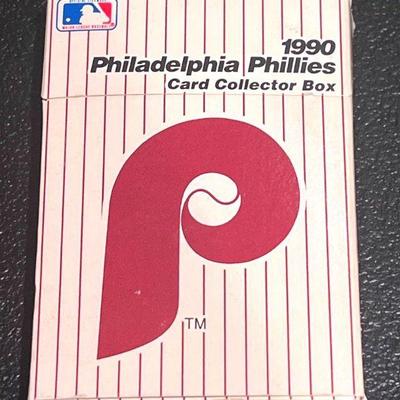 1990
Philadelphia Phillies
Card Collector Box
TM